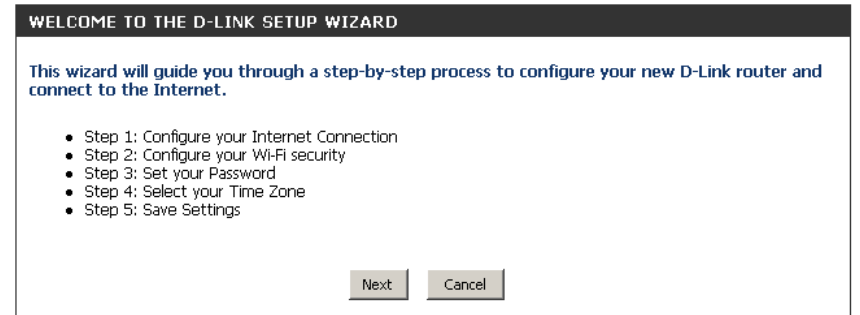 WELCOME TO THE D-LINK SETUP WIZARD
This wizard will guide you through a step-by-step process to configure your new D-Link router and
connect to the Internet.
• Step 1: Configure your Internet Connection
• Step 2: Configure your Wi-Fi security
• Step 3: Set your Password
• Step 4: Select your Time Zone
• Step 5: Save Settings
Next Cancel